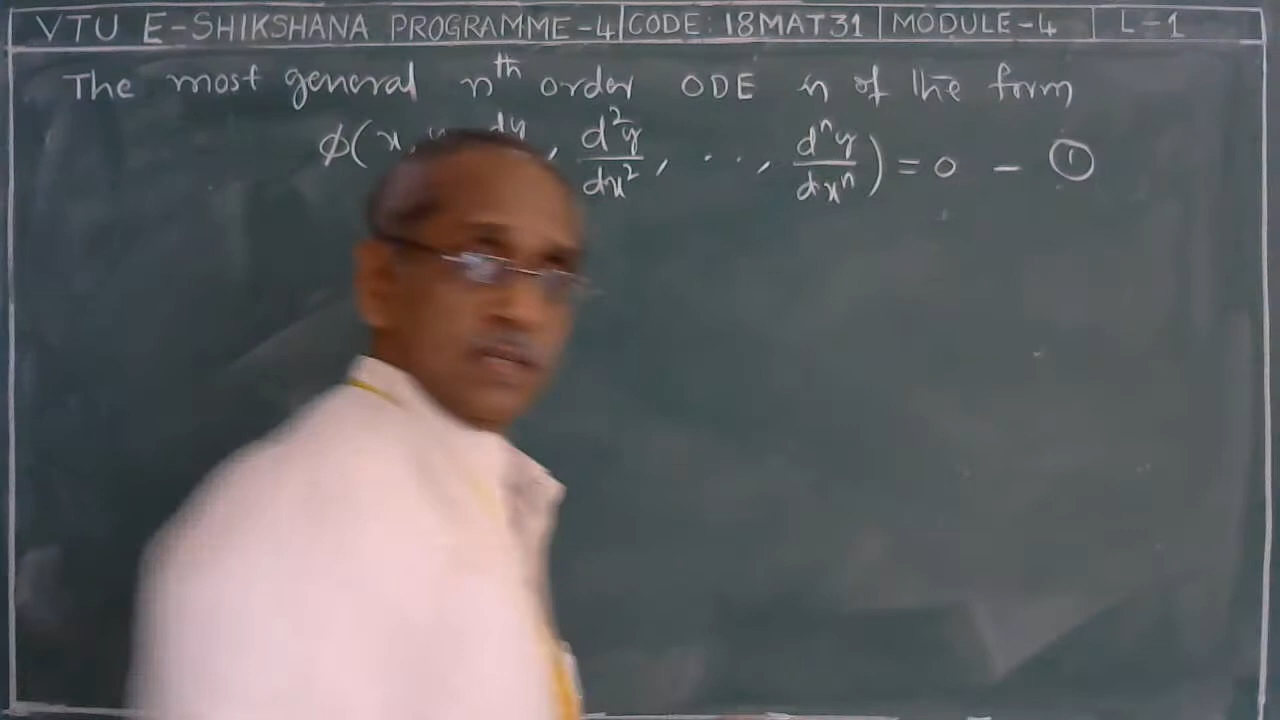 VTU E-SHIKSHANA PROGRAMME-4 | CODE: 18MAT31 | MODULE-4 | L-1
The most general nth order ODE is of the form
φ(x, y, dy , d²y/dx², . . , dⁿy/dxⁿ) = 0 - ①